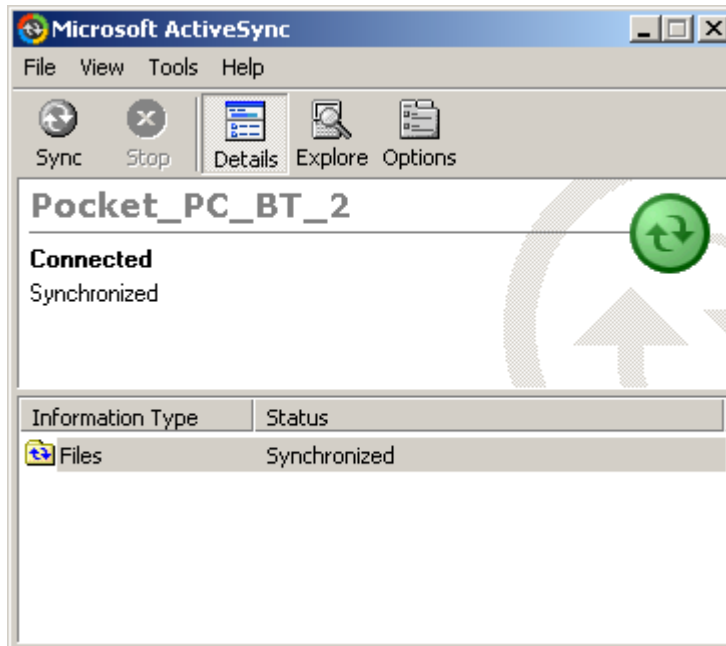 Microsoft ActiveSync
File View Tools Help
Sync Stop Details Explore Options
Pocket_PC_BT_2
Connected
Synchronized
Information Type Status
Files Synchronized